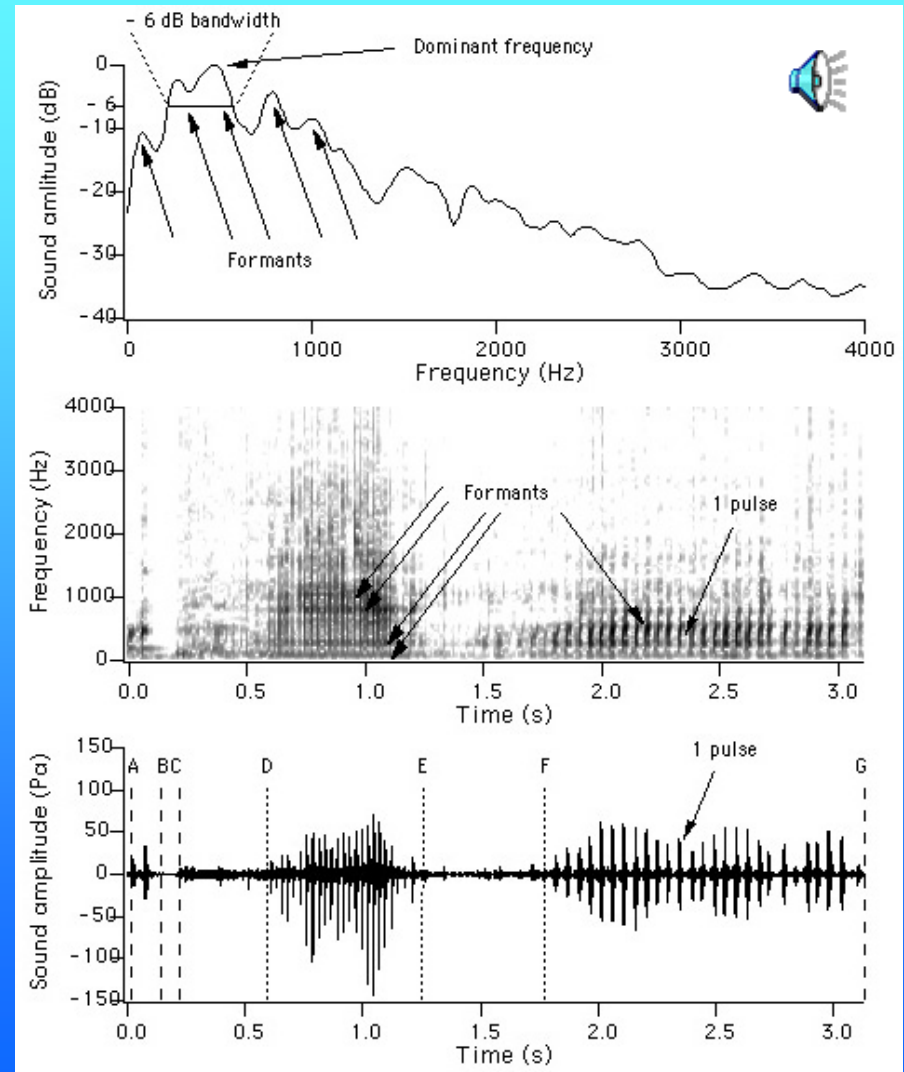 - 6 dB bandwidth
Dominant frequency
Sound amlitude (dB)
0
- 6
-10
-20
-30
-40
Formants
0 1000 2000 3000 4000
Frequency (Hz)
Frequency (Hz)
4000
3000
2000
1000
0
Formants
1 pulse
0.0 0.5 1.0 1.5 2.0 2.5 3.0
Time (s)
Sound amplitude (Pa)
150
100
50
0
-50
-100
-150
A B C D E F G
1 pulse
0.0 0.5 1.0 1.5 2.0 2.5 3.0
Time (s)